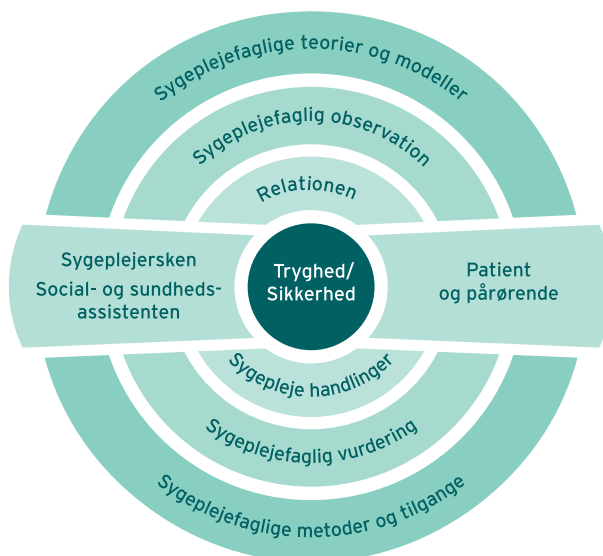 Sygeplejefaglige teorier og modeller
Sygeplejefaglig observation
Relationen
Sygeplejersken
Social- og sundheds-
assistenten
Tryghed/
Sikkerhed
Patient
og pårørende
Sygepleje handlinger
Sygeplejefaglig vurdering
Sygeplejefaglige metoder og tilgange